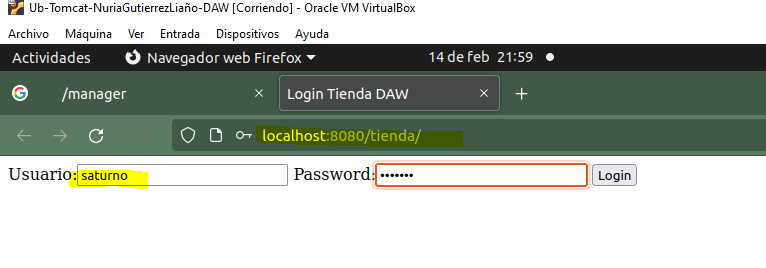 Ub-Tomcat-NuriaGutierrezLiaño-DAW [Corriendo] - Oracle VM VirtualBox
Archivo Máquina Ver Entrada Dispositivos Ayuda
Actividades Navegador web Firefox 14 de feb 21:59
/manager Login Tienda DAW
localhost:8080/tienda/
Usuario: saturno Password: ••••••• Login